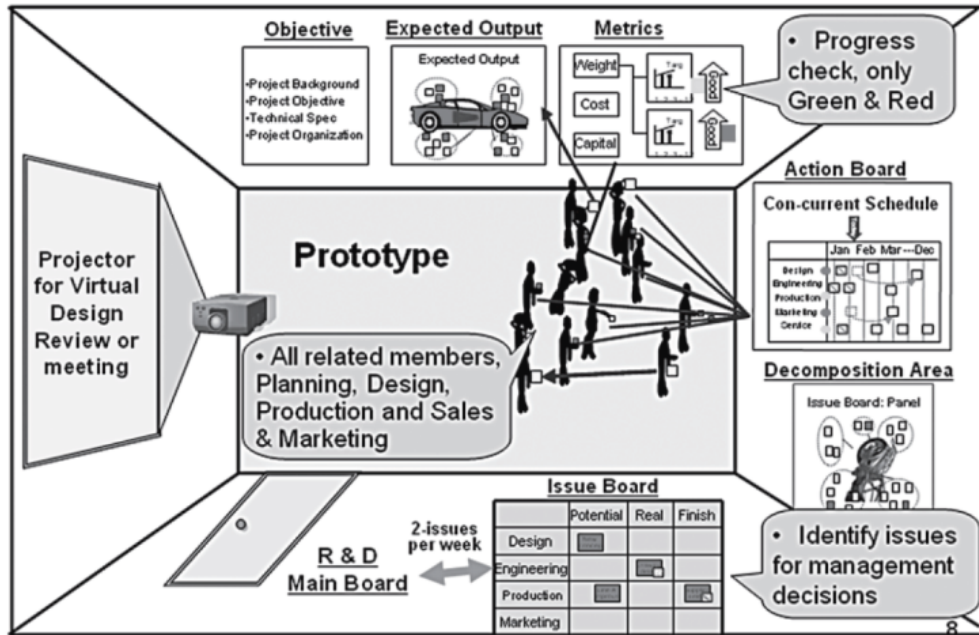 Objective
•Project Background
•Project Objective
•Technical Spec
•Project Organization
Expected Output
Expected Output
Metrics
Weight
Cost
Capital
• Progress
check, only
Green & Red
Action Board
Con-current Schedule
Jan Feb Mar---Dec
Design
Engineering
Production
Marketing
Projector
for Virtual
Design
Review or
meeting
Prototype
• All related members,
Planning, Design,
Production and Sales
& Marketing
Decomposition Area
Issue Board: Panel
• Identify issues
for management
decisions
Issue Board
Potential Real Finish
Design
Engineering
Production
Marketing
2-issues
per week
R & D
Main Board
8